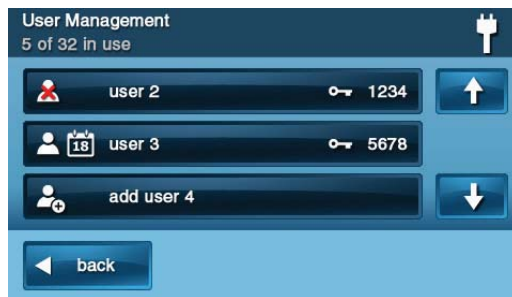 User Management
5 of 32 in use
user 2 1234
18 user 3 5678
add user 4
back